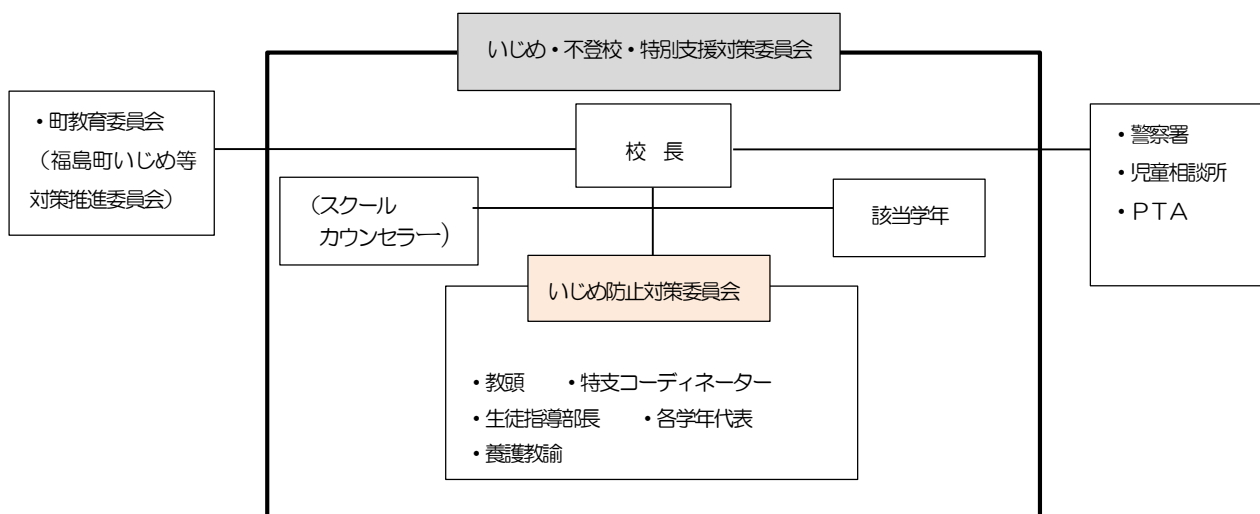 いじめ・不登校・特別支援対策委員会
・町教育委員会
（福島町いじめ等
対策推進委員会）
校 長
・警察署
・児童相談所
・ＰＴＡ
（スクール
カウンセラー）
該当学年
いじめ防止対策委員会
・教頭　・特支コーディネーター
・生徒指導部長　・各学年代表
・養護教諭